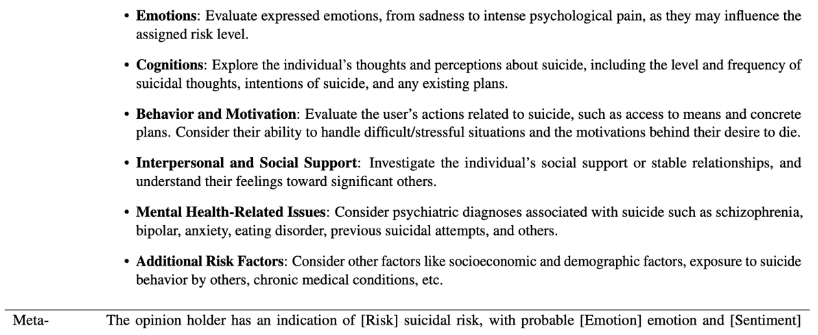 • Emotions: Evaluate expressed emotions, from sadness to intense psychological pain, as they may influence the
assigned risk level.
• Cognitions: Explore the individual's thoughts and perceptions about suicide, including the level and frequency of
suicidal thoughts, intentions of suicide, and any existing plans.
• Behavior and Motivation: Evaluate the user's actions related to suicide, such as access to means and concrete
plans. Consider their ability to handle difficult/stressful situations and the motivations behind their desire to die.
• Interpersonal and Social Support: Investigate the individual's social support or stable relationships, and
understand their feelings toward significant others.
• Mental Health-Related Issues: Consider psychiatric diagnoses associated with suicide such as schizophrenia,
bipolar, anxiety, eating disorder, previous suicidal attempts, and others.
• Additional Risk Factors: Consider other factors like socioeconomic and demographic factors, exposure to suicide
behavior by others, chronic medical conditions, etc.
Meta- The opinion holder has an indication of [Risk] suicidal risk, with probable [Emotion] emotion and [Sentiment]